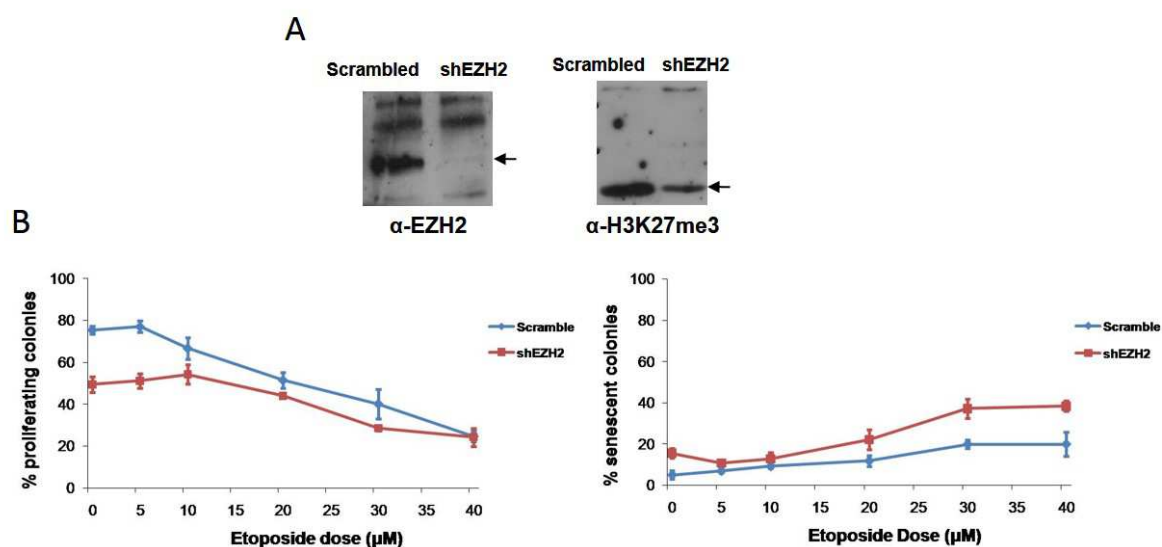 A
Scrambled shEZH2
Scrambled shEZH2
α-EZH2
α-H3K27me3
B
% proliferating colonies
100
80
60
40
20
0
0 5 10 15 20 25 30 35 40
Etoposide dose (µM)
Scramble
shEZH2
% senescent colonies
100
80
60
40
20
0
0 5 10 15 20 25 30 35 40
Etoposide Dose (µM)
Scramble
shEZH2